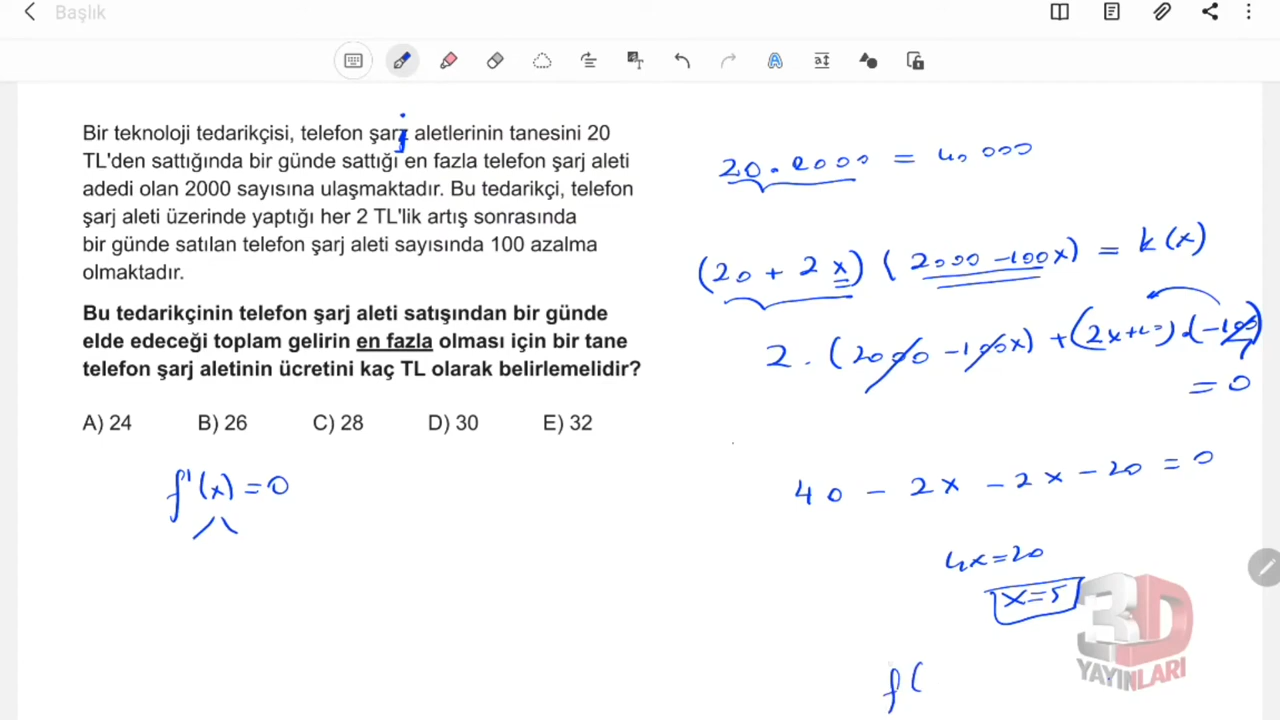 Başlık
Bir teknoloji tedarikçisi, telefon şarj aletlerinin tanesini 20
TL'den sattığında bir günde sattığı en fazla telefon şarj aleti
adedi olan 2000 sayısına ulaşmaktadır. Bu tedarikçi, telefon
şarj aleti üzerinde yaptığı her 2 TL'lik artış sonrasında
bir günde satılan telefon şarj aleti sayısında 100 azalma
olmaktadır.
Bu tedarikçinin telefon şarj aleti satışından bir günde
elde edeceği toplam gelirin en fazla olması için bir tane
telefon şarj aletinin ücretini kaç TL olarak belirlemelidir?
A) 24 B) 26 C) 28 D) 30 E) 32
f'(x) = 0
20 . 2000 = 40 000
(20 + 2x) (2000 - 100x) = k(x)
2 . (2000 - 100x) + (2x+20) (-100)
= 0
40 - 2x - 2x - 20 = 0
4x = 20
x = 5
f(
3D
YAYINLARI